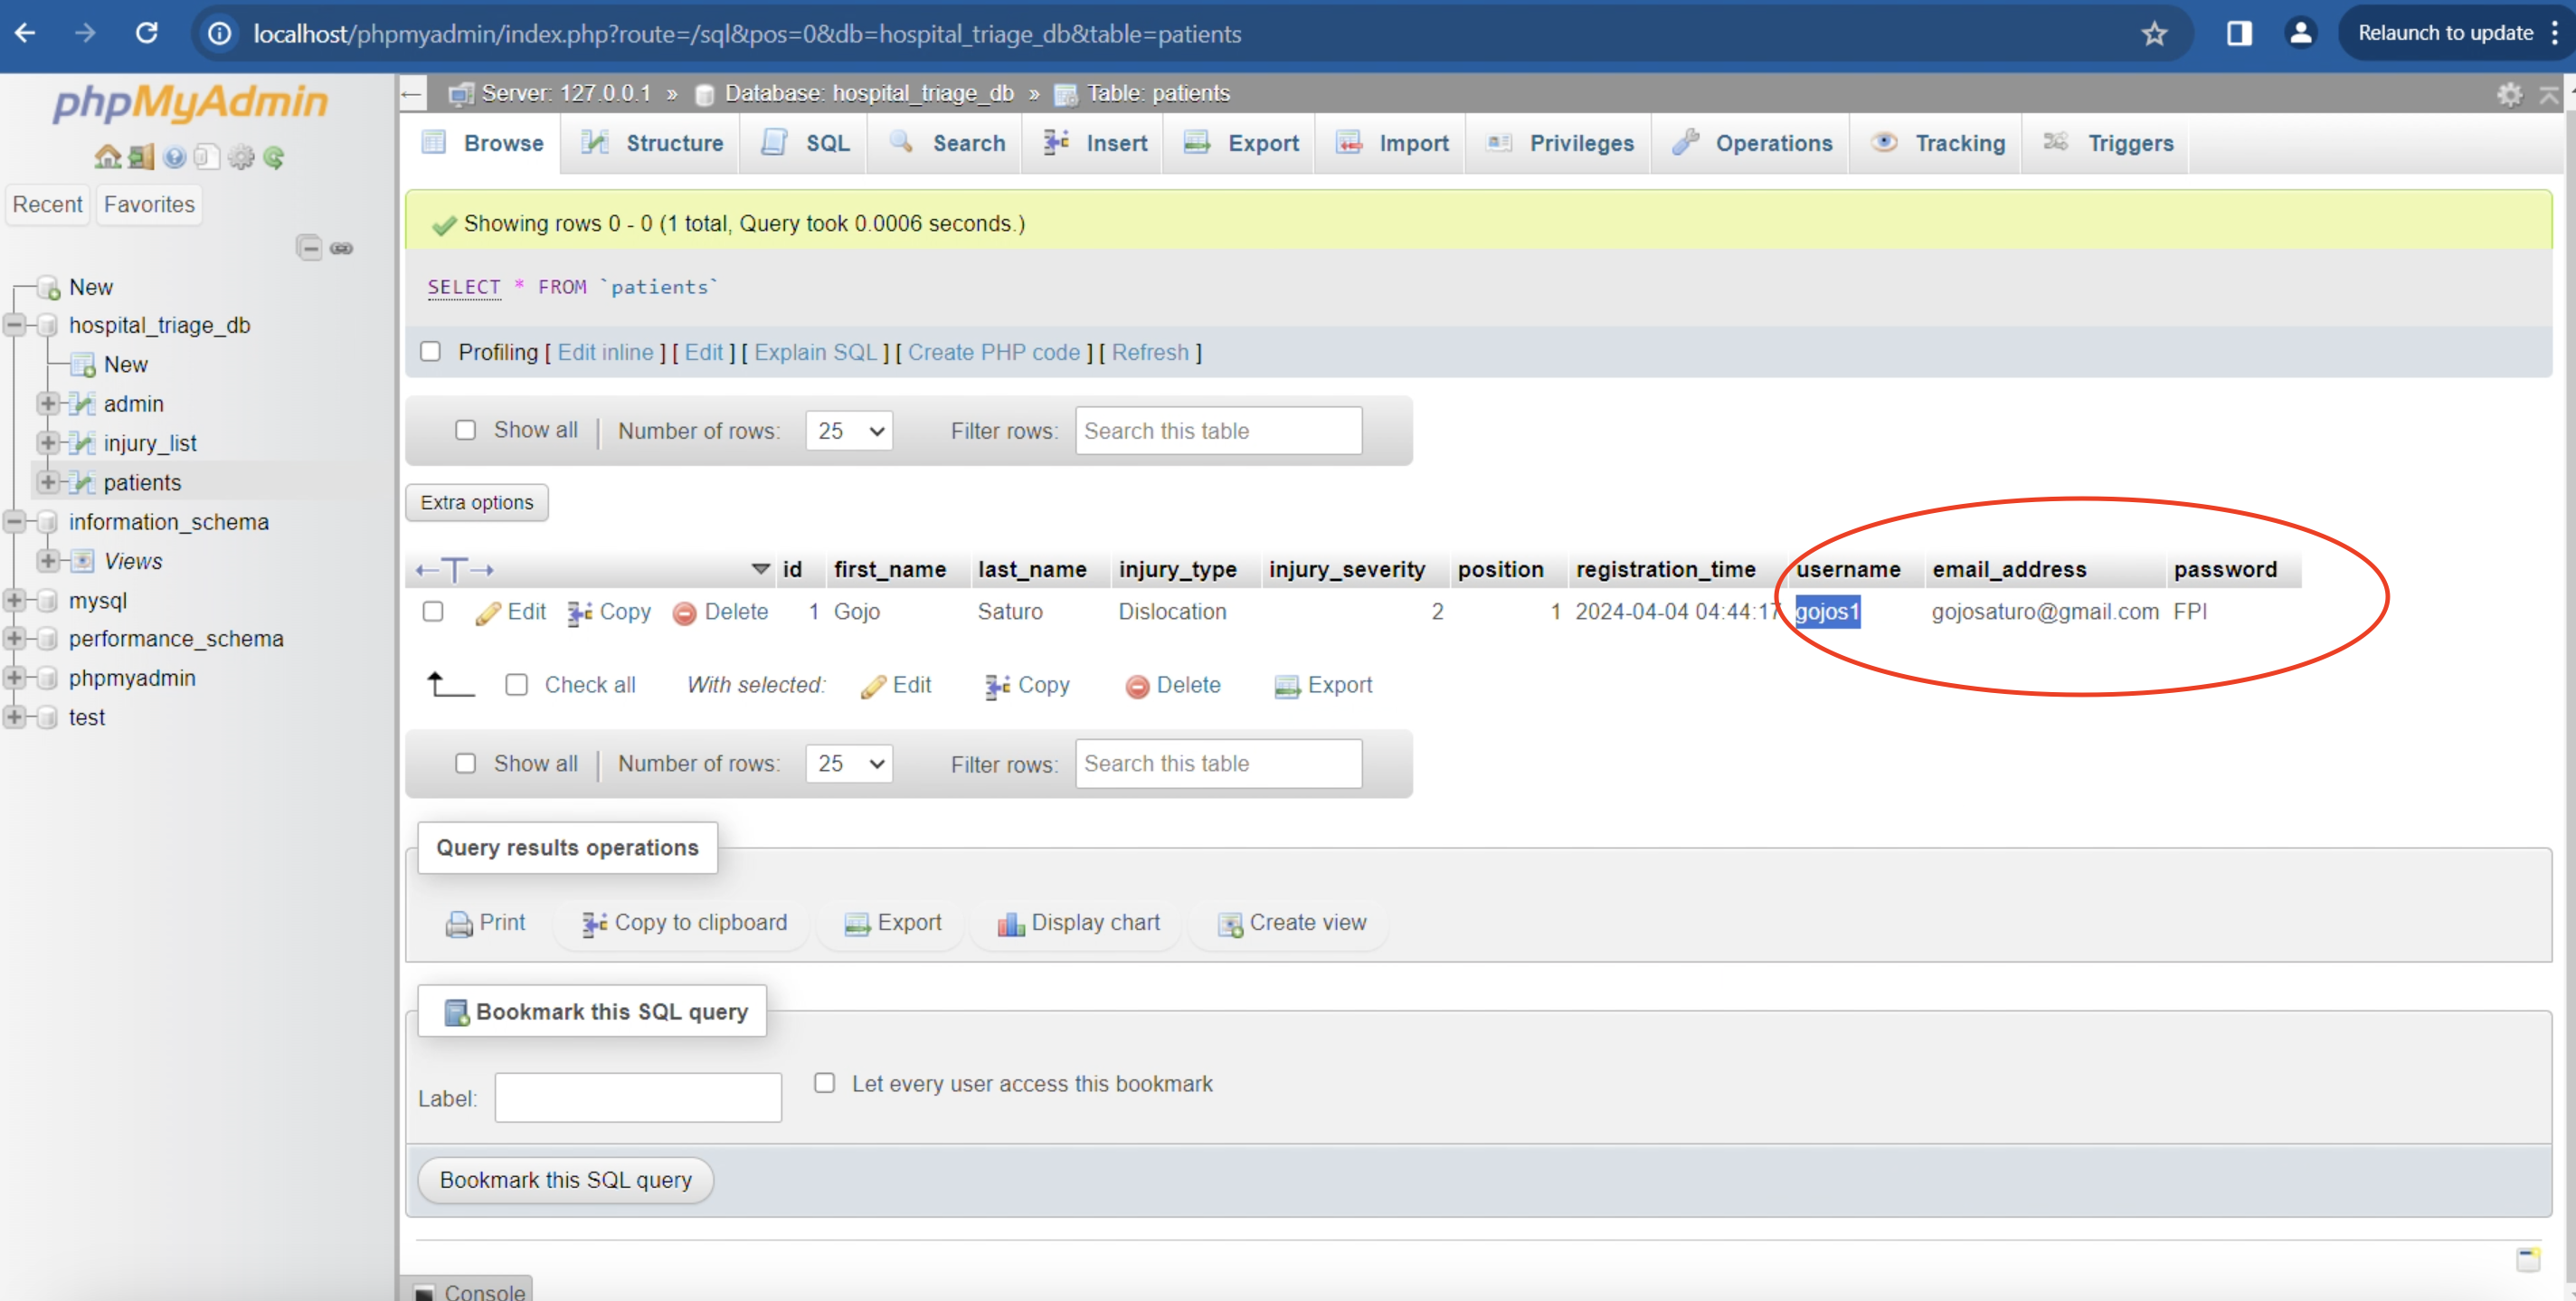 localhost/phpmyadmin/index.php?route=/sql&pos=0&db=hospital_triage_db&table=patients
Relaunch to update
phpMyAdmin
Recent Favorites
New
hospital_triage_db
New
admin
injury_list
patients
information_schema
Views
mysql
performance_schema
phpmyadmin
test
Server: 127.0.0.1 » Database: hospital_triage_db » Table: patients
Browse Structure SQL Search Insert Export Import Privileges Operations Tracking Triggers
Showing rows 0 - 0 (1 total, Query took 0.0006 seconds.)
SELECT * FROM `patients`
Profiling [ Edit inline ] [ Edit ] [ Explain SQL ] [ Create PHP code ] [ Refresh ]
Show all | Number of rows: 25 Filter rows: Search this table
Extra options
←T→ id first_name last_name injury_type injury_severity position registration_time username email_address password
Edit Copy Delete 1 Gojo Saturo Dislocation 2 1 2024-04-04 04:44:17 gojos1 gojosaturo@gmail.com FPI
Check all With selected: Edit Copy Delete Export
Show all | Number of rows: 25 Filter rows: Search this table
Query results operations
Print Copy to clipboard Export Display chart Create view
Bookmark this SQL query
Label: Let every user access this bookmark
Bookmark this SQL query
Console